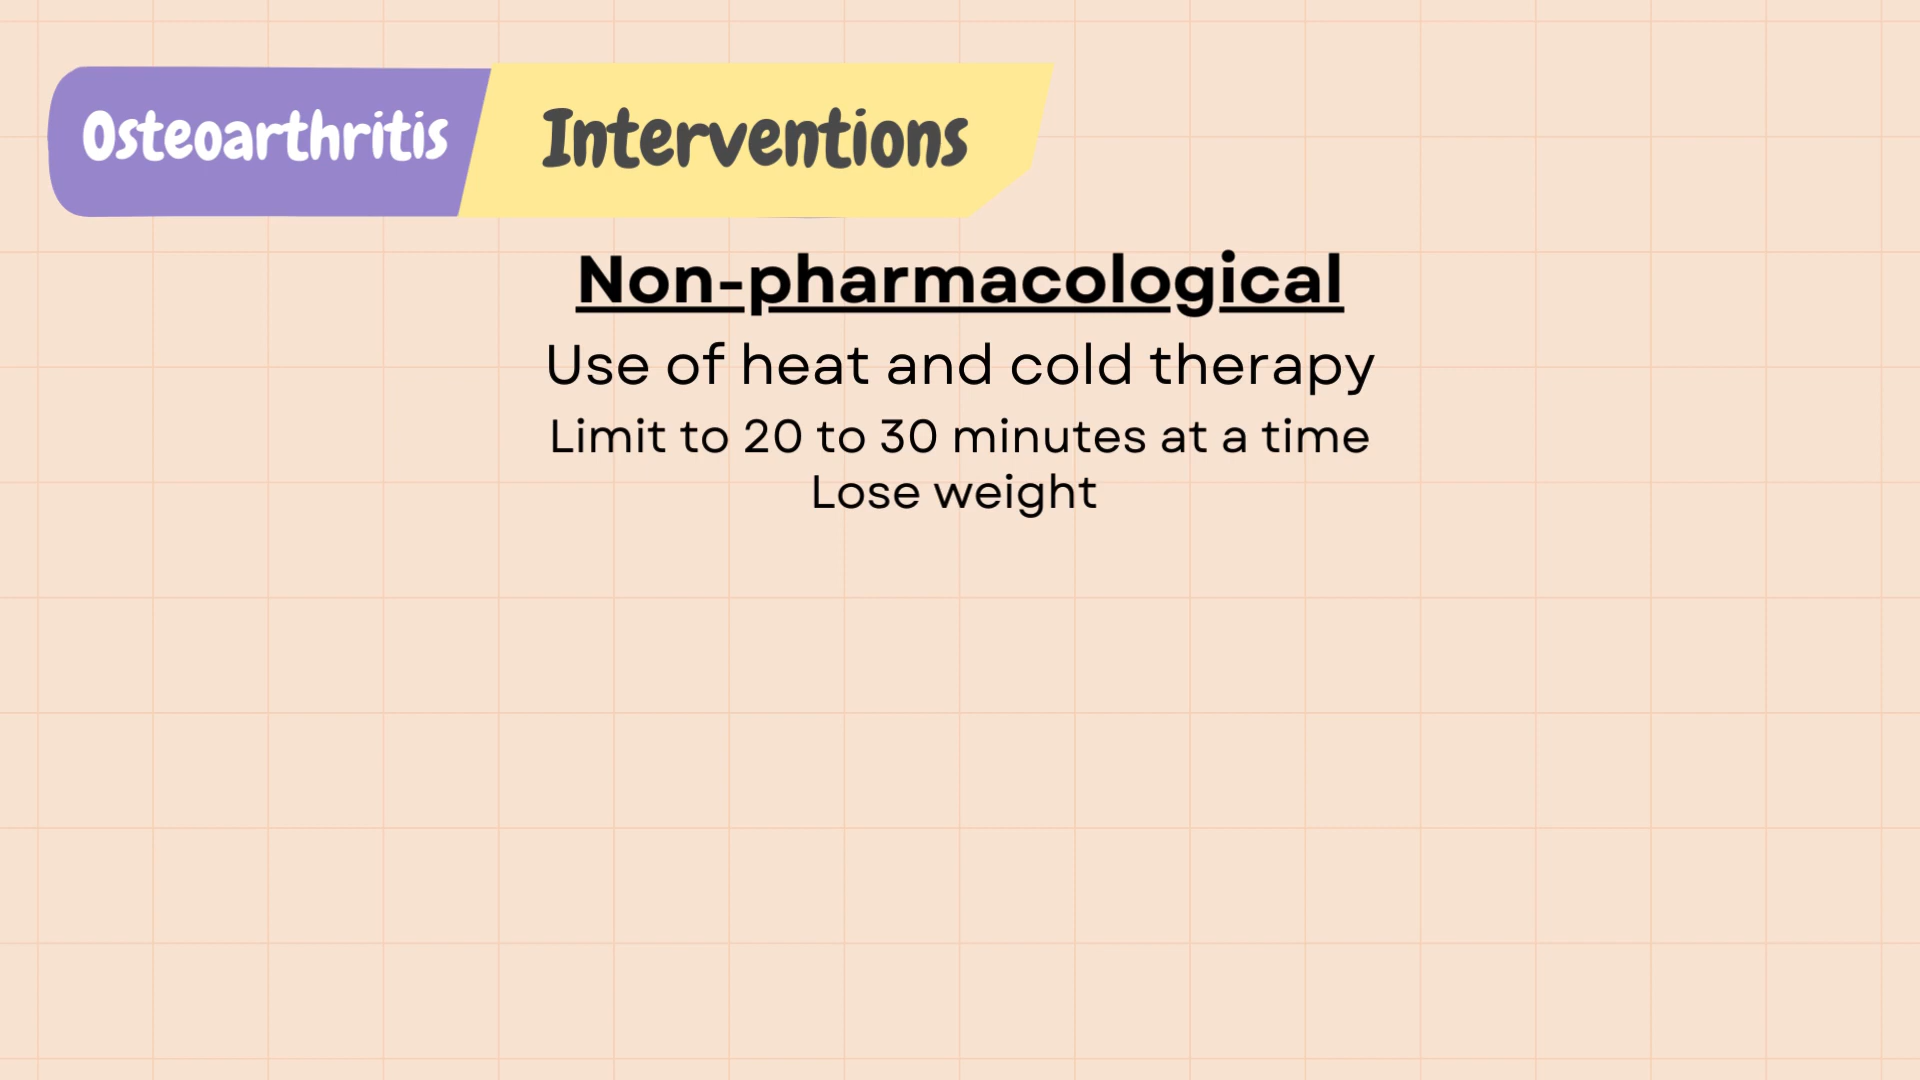 Osteoarthritis Interventions
Non-pharmacological
Use of heat and cold therapy
Limit to 20 to 30 minutes at a time
Lose weight